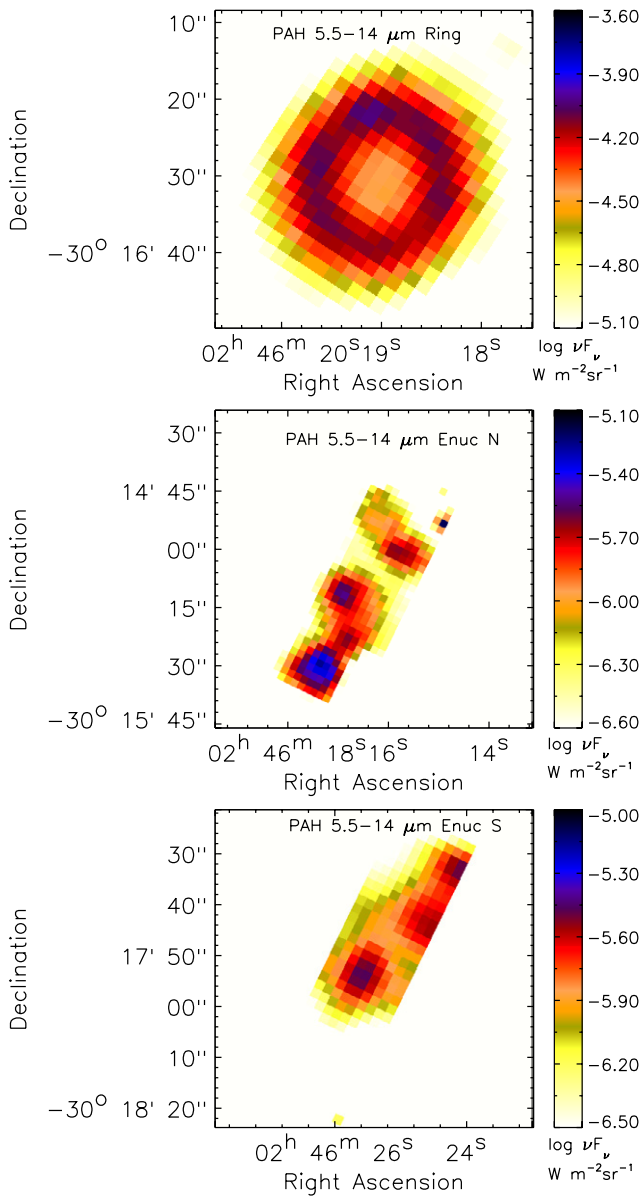 PAH 5.5−14 μm Ring
10''
20''
30''
−30° 16' 40''
Declination
02ʰ 46ᵐ 20ˢ19ˢ 18ˢ
Right Ascension
−3.60
−3.90
−4.20
−4.50
−4.80
−5.10
log νFν
W m⁻²sr⁻¹
PAH 5.5−14 μm Enuc N
30''
14' 45''
00''
15''
30''
−30° 15' 45''
Declination
02ʰ 46ᵐ 18ˢ16ˢ 14ˢ
Right Ascension
−5.10
−5.40
−5.70
−6.00
−6.30
−6.60
log νFν
W m⁻²sr⁻¹
PAH 5.5−14 μm Enuc S
30''
40''
17' 50''
00''
10''
−30° 18' 20''
Declination
02ʰ 46ᵐ 26ˢ 24ˢ
Right Ascension
−5.00
−5.30
−5.60
−5.90
−6.20
−6.50
log νFν
W m⁻²sr⁻¹